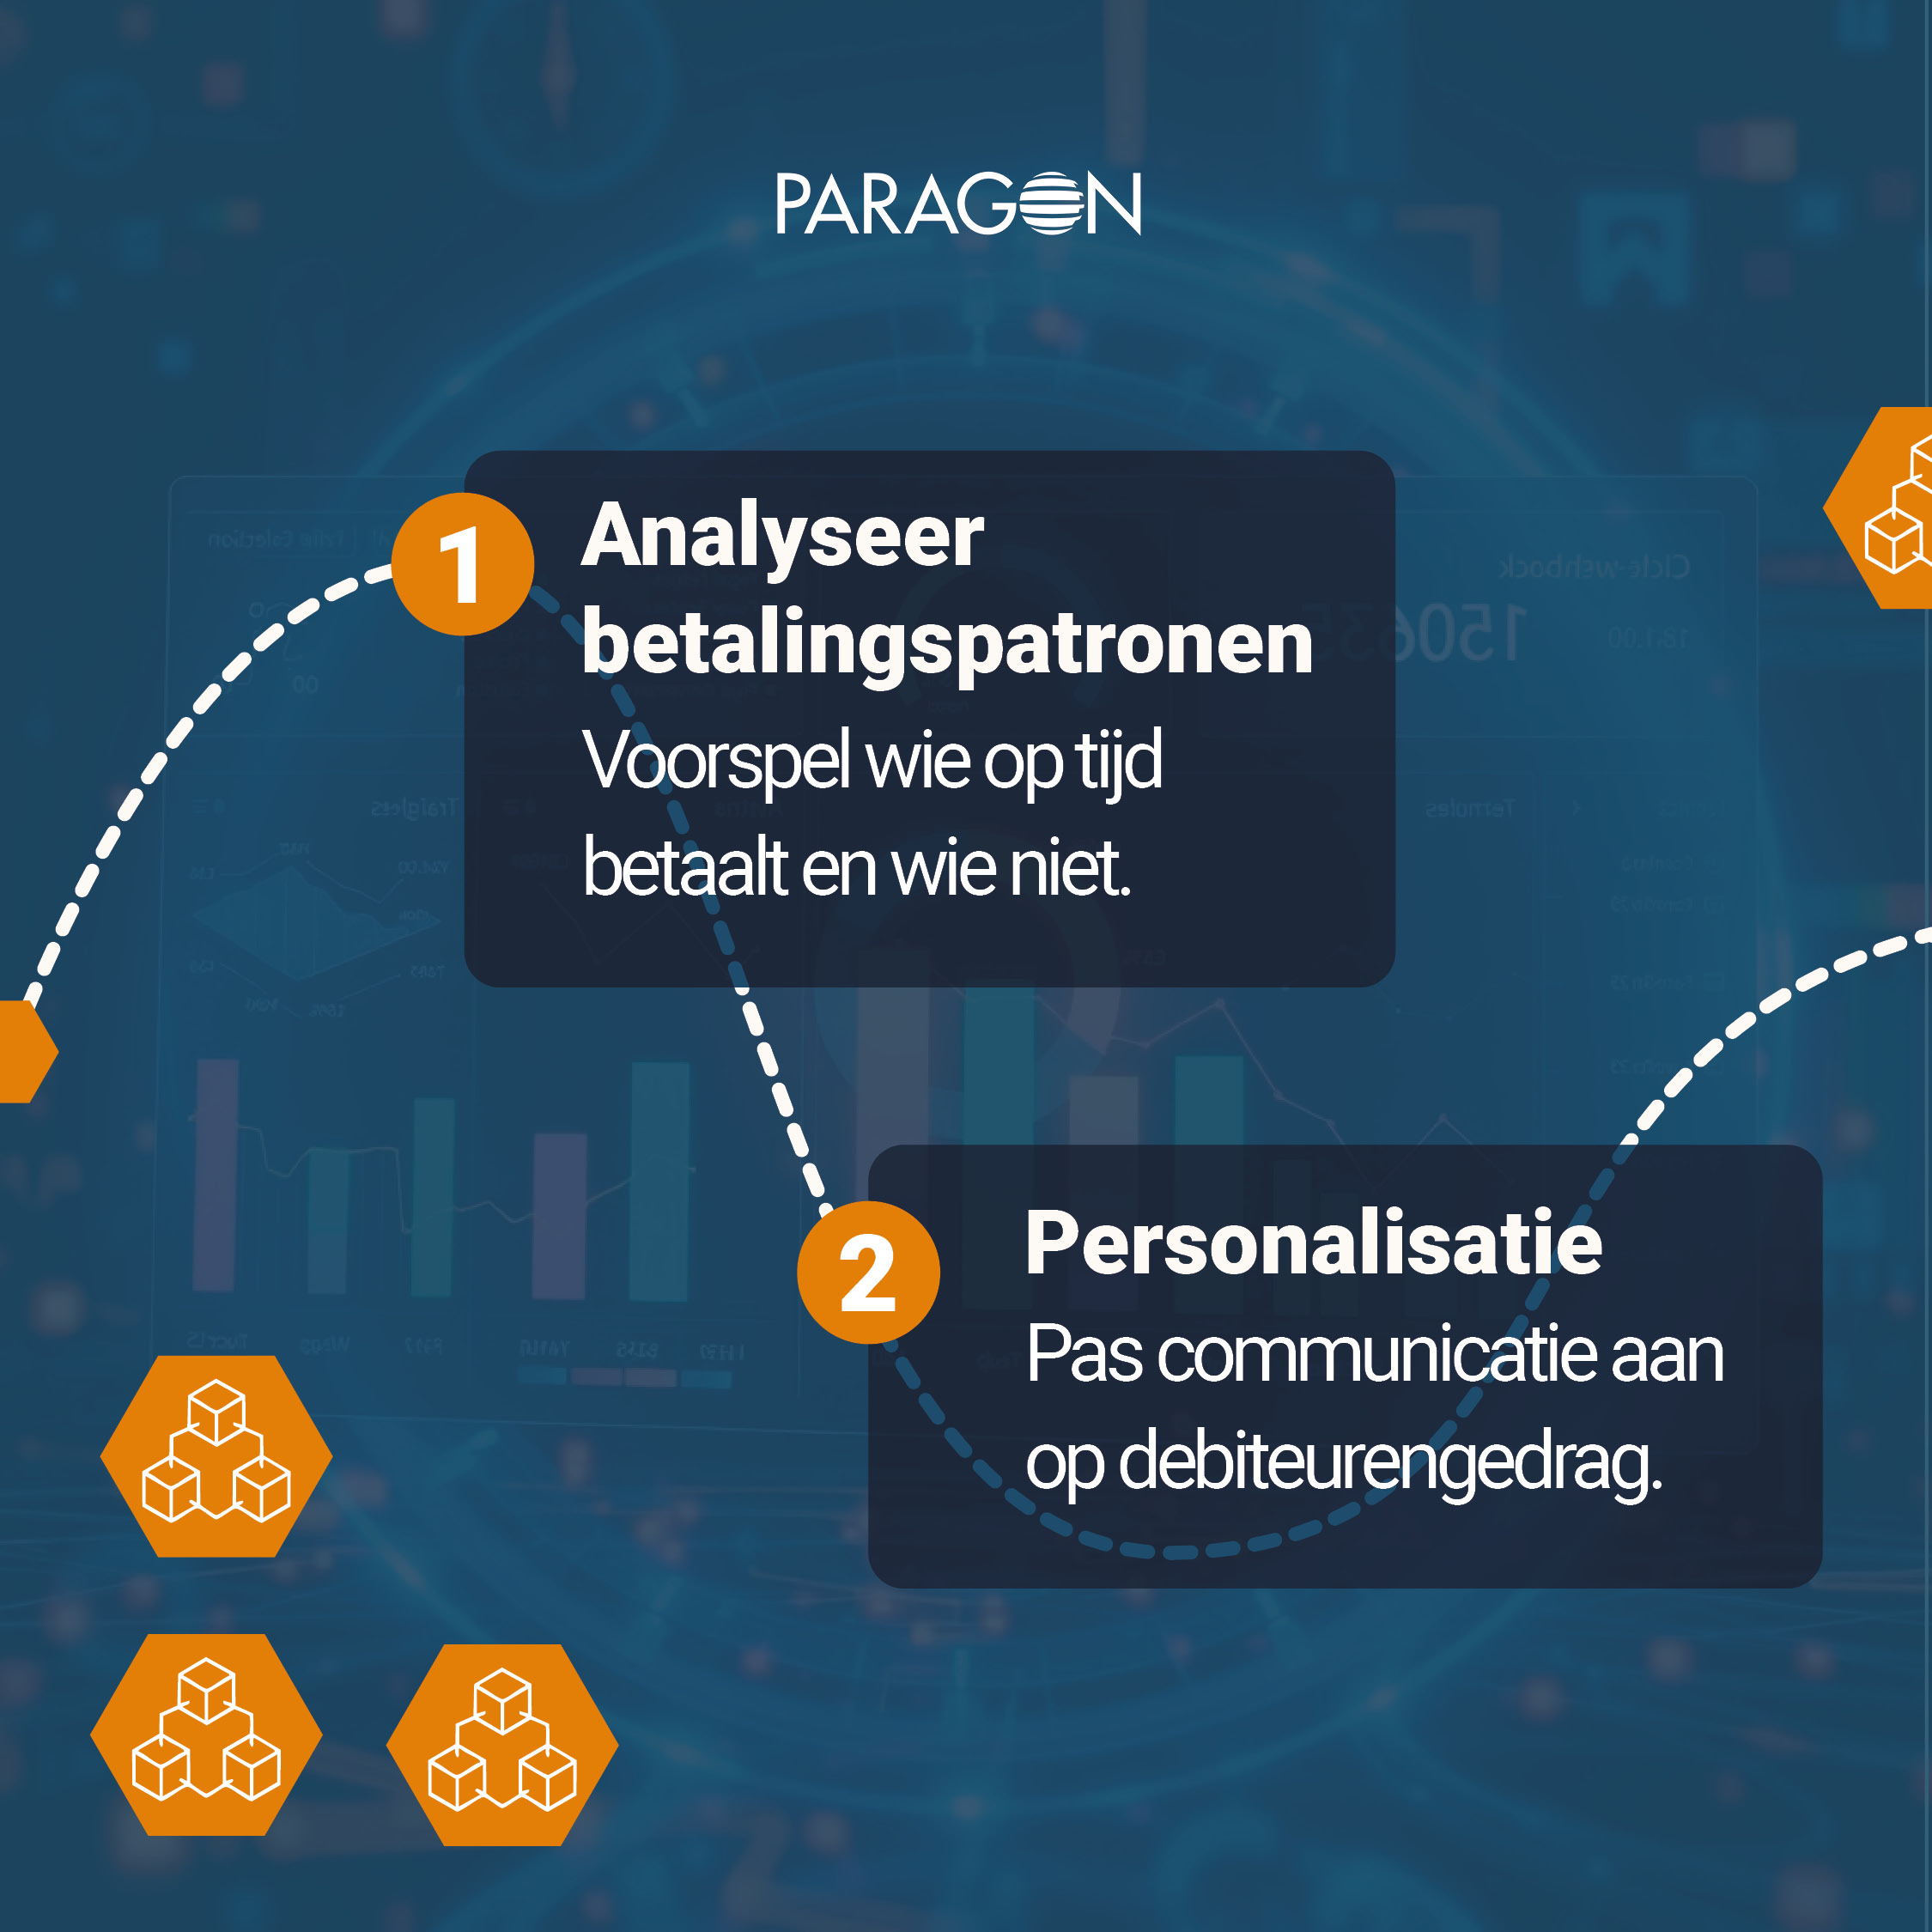 PARAGON
1
Analyseer
betalingspatronen
Voorspel wie op tijd
betaalt en wie niet.
2
Personalisatie
Pas communicatie aan
op debiteurengedrag.